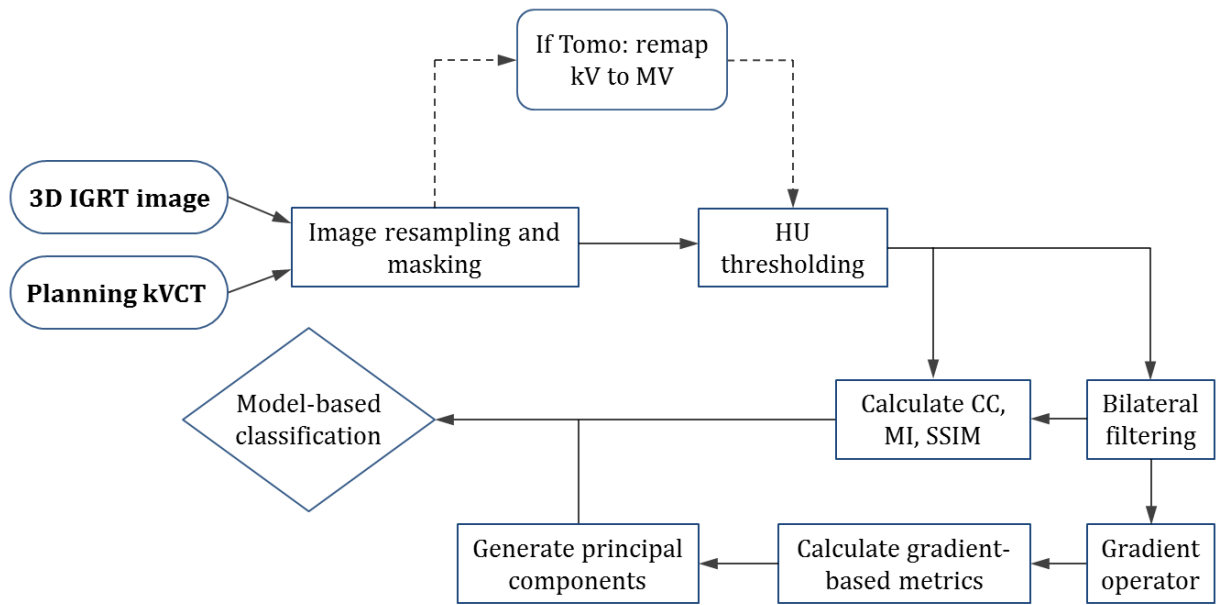 If Tomo: remap
kV to MV
3D IGRT image
Planning kVCT
Image resampling and
masking
HU
thresholding
Model-based
classification
Calculate CC,
MI, SSIM
Bilateral
filtering
Generate principal
components
Calculate gradient-
based metrics
Gradient
operator